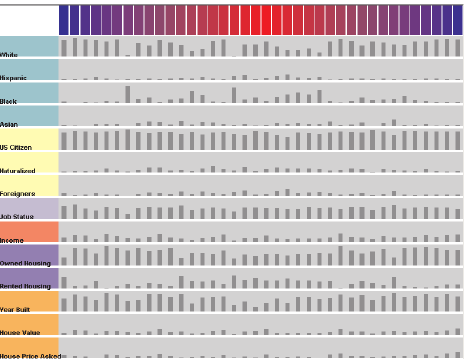 White
Hispanic
Black
Asian
US Citizen
Naturalized
Foreigners
Job Status
Income
Owned Housing
Rented Housing
Year Built
House Value
House Price Asked